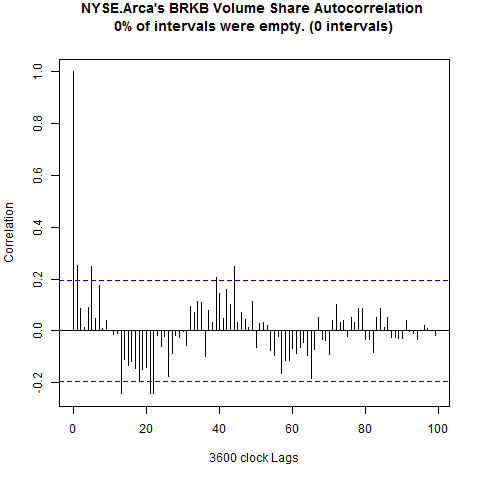 NYSE.Arca's BRKB Volume Share Autocorrelation
0% of intervals were empty. (0 intervals)
1.0
0.8
0.6
0.4
0.2
0.0
-0.2
Correlation
0 20 40 60 80 100
3600 clock Lags